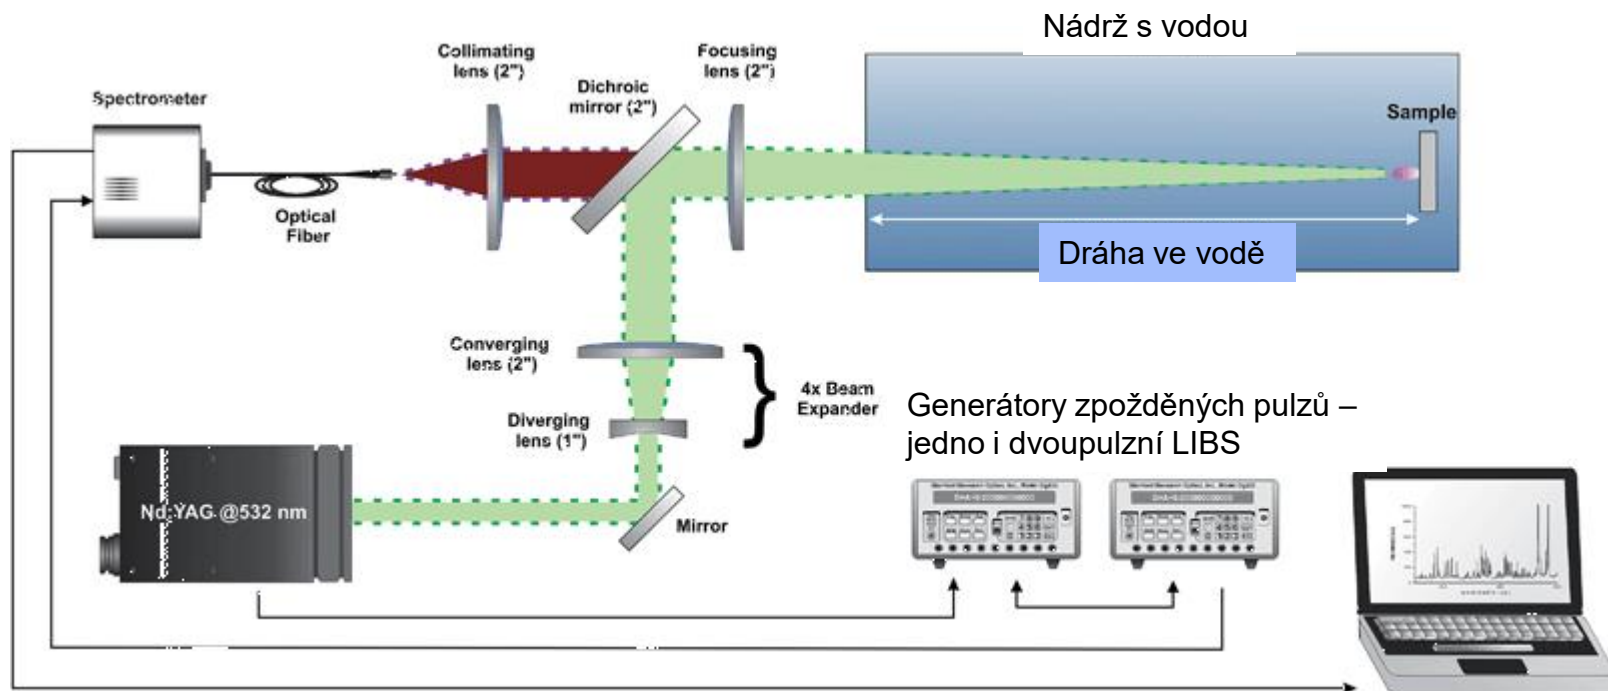 Nádrž s vodou
Collimating
lens (2")
Focusing
lens (2")
Dichroic
mirror (2")
Spectrometer
Sample
Optical
Fiber
Dráha ve vodě
Converging
lens (2")
4x Beam
Expander
Diverging
lens (1")
Generátory zpožděných pulzů –
jedno i dvoupulzní LIBS
Nd:YAG @532 nm
Mirror